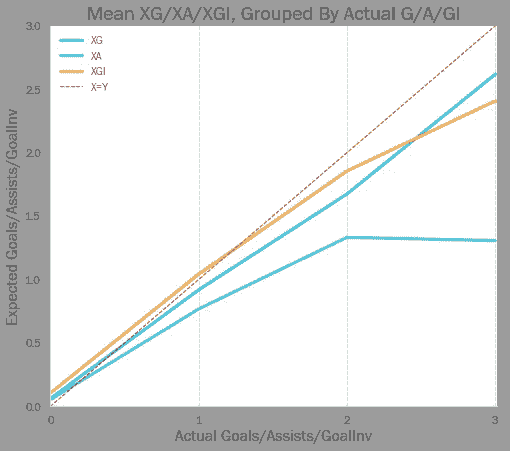 Mean XG/XA/XGI, Grouped By Actual G/A/GI
3.0
2.5
2.0
1.5
1.0
0.5
0.0
XG
XA
XGI
X=Y
Expected Goals/Assists/GoalInv
0 1 2 3
Actual Goals/Assists/GoalInv